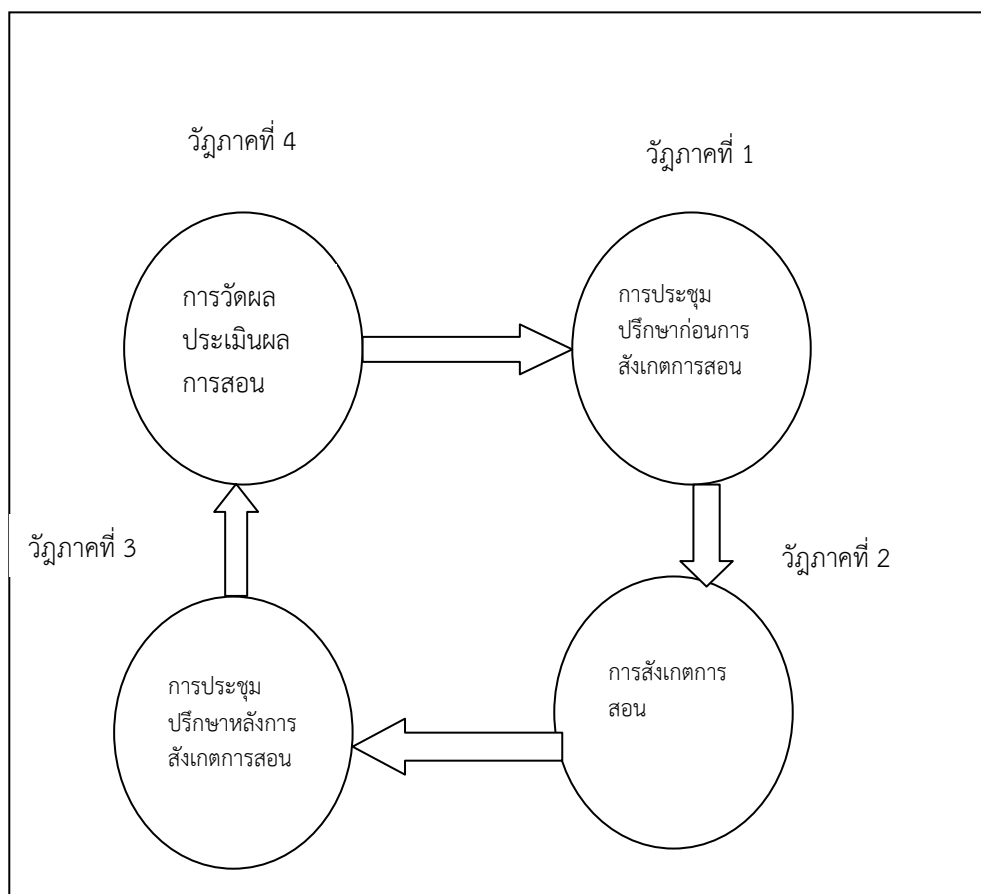 วัฎภาคที่ 4
วัฎภาคที่ 1
การวัดผล
ประเมินผล
การสอน
การประชุม
ปรึกษาก่อนการ
สังเกตการสอน
วัฎภาคที่ 3
วัฎภาคที่ 2
การประชุม
ปรึกษาหลังการ
สังเกตการสอน
การสังเกตการ
สอน